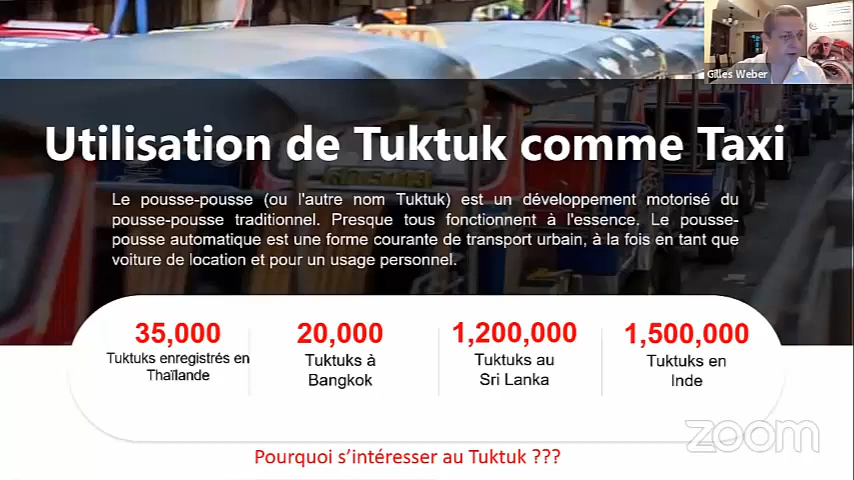 TAXI
Gilles Weber
Utilisation de Tuktuk comme Taxi
Le pousse-pousse (ou l'autre nom Tuktuk) est un développement motorisé du
pousse-pousse traditionnel. Presque tous fonctionnent à l'essence. Le pousse-
pousse automatique est une forme courante de transport urbain, à la fois en tant que
voiture de location et pour un usage personnel.
35,000
Tuktuks enregistrés en
Thaïlande
20,000
Tuktuks à
Bangkok
1,200,000
Tuktuks au
Sri Lanka
1,500,000
Tuktuks en
Inde
zoom
Pourquoi s'intéresser au Tuktuk ???